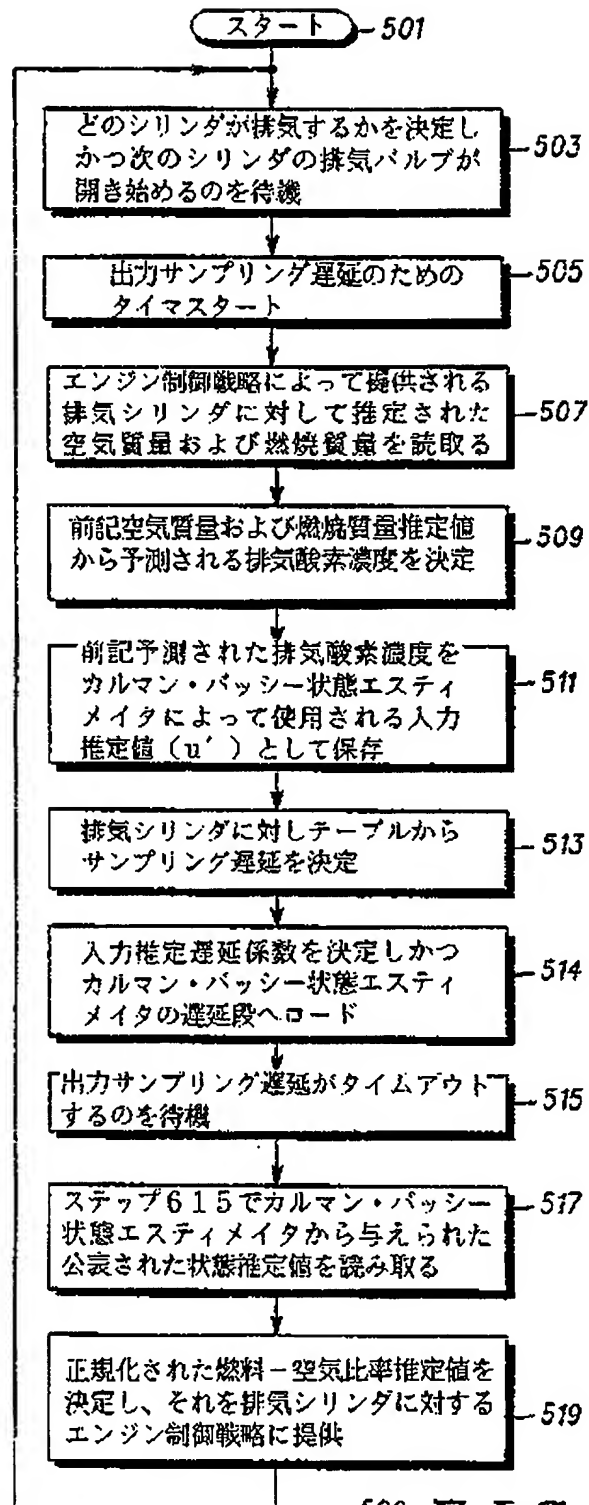 スタート 501
どのシリンダが排気するかを決定し
かつ次のシリンダの排気バルブが
開き始めるのを待機
503
出力サンプリング遅延のための
タイマスタート
505
エンジン制御戦略によって提供される
排気シリンダに対して推定された
空気質量および燃焼質量を読取る
507
前記空気質量および燃焼質量推定値
から予測される排気酸素濃度を決定
509
前記予測された排気酸素濃度を
カルマン・バッシー状態エスティ
メイタによって使用される入力
推定値（u′）として保存
511
排気シリンダに対しテーブルから
サンプリング遅延を決定
513
入力推定遅延係数を決定しかつ
カルマン・バッシー状態エスティ
メイタの遅延段へロード
514
出力サンプリング遅延がタイムアウト
するのを待機
515
ステップ615でカルマン・バッシー
状態エスティメイタから与えられた
公表された状態推定値を読み取る
517
正規化された燃料－空気比率推定値を
決定し、それを排気シリンダに対する
エンジン制御戦略に提供
519